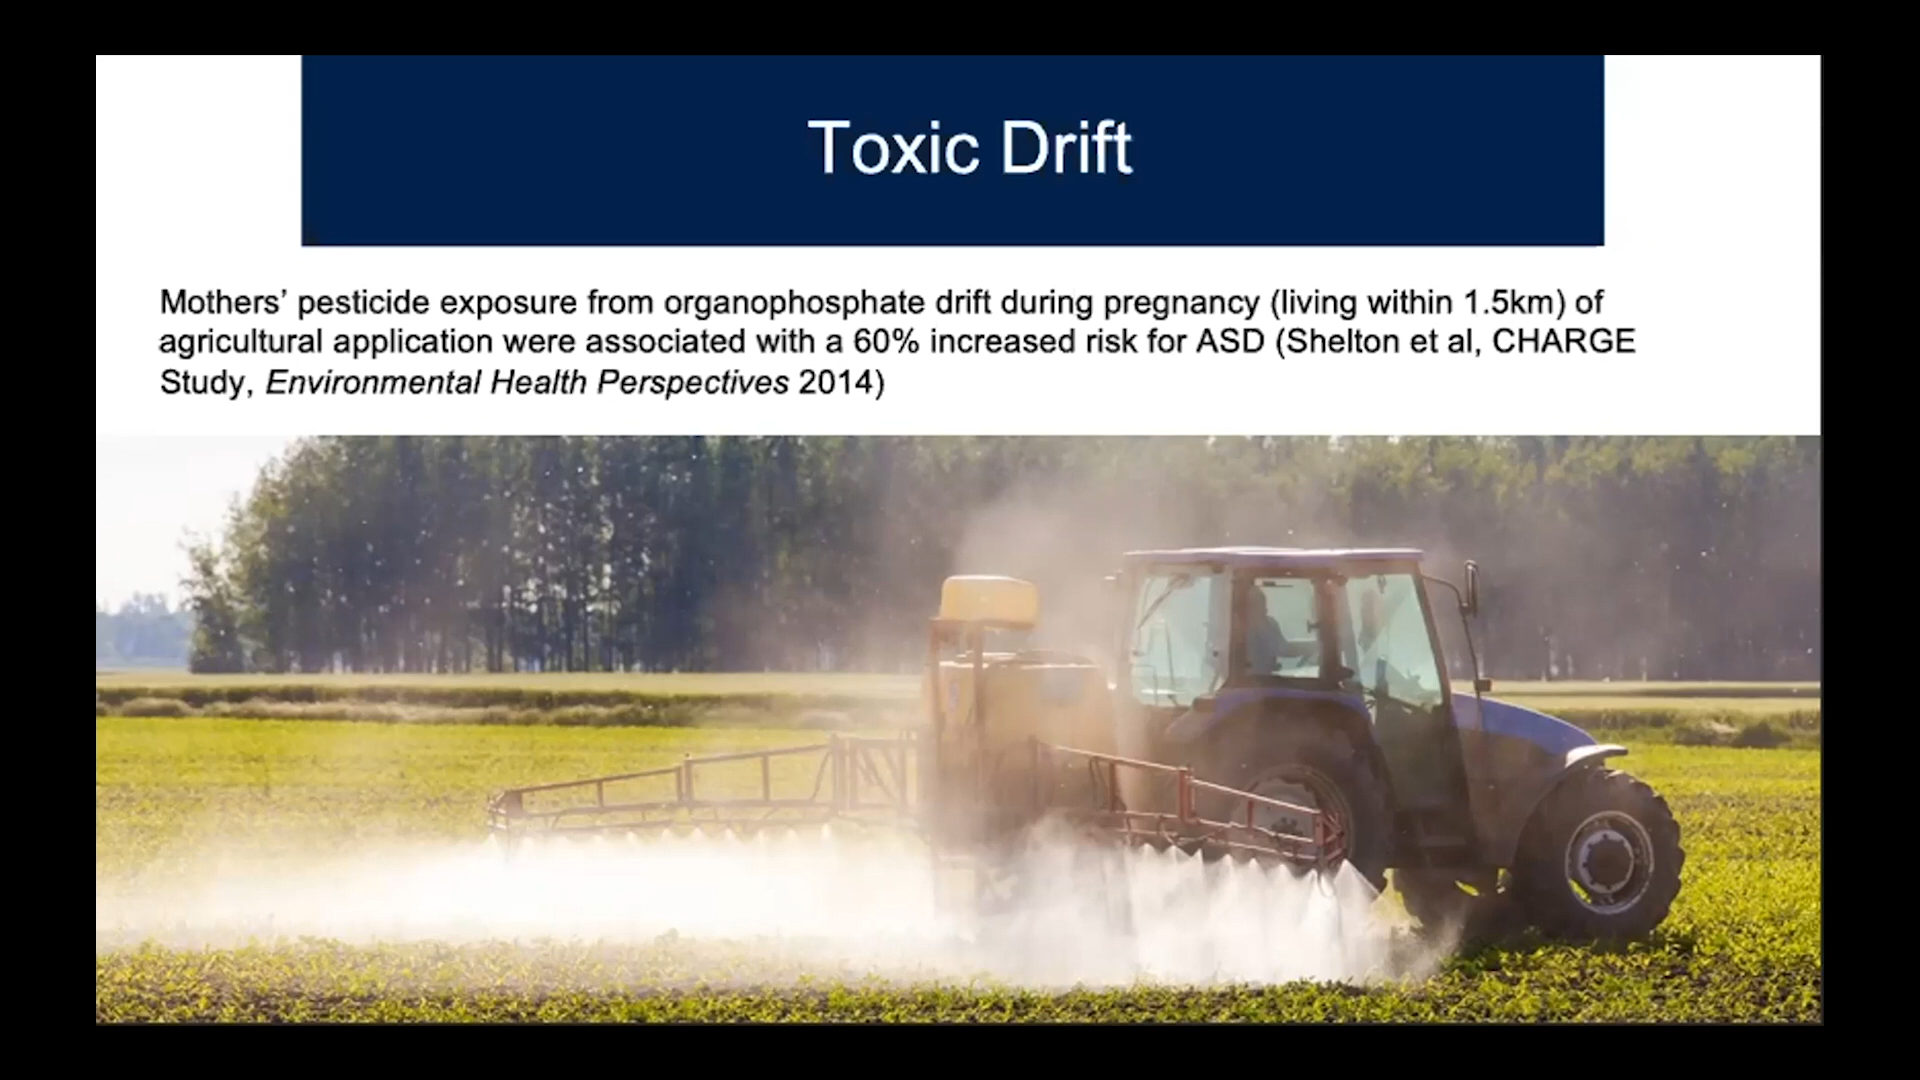 Toxic Drift
Mothers’ pesticide exposure from organophosphate drift during pregnancy (living within 1.5km) of
agricultural application were associated with a 60% increased risk for ASD (Shelton et al, CHARGE
Study, Environmental Health Perspectives 2014)